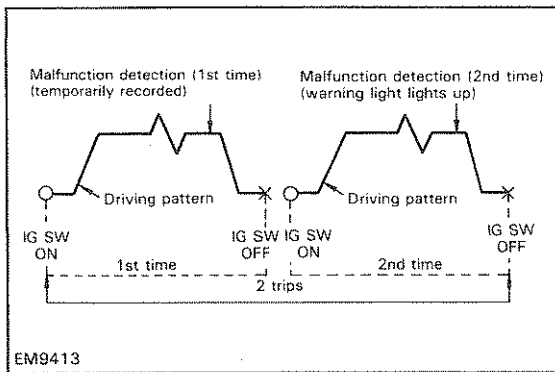 Malfunction detection (1st time)
(temporarily recorded)
Malfunction detection (2nd time)
(warning light lights up)
Driving pattern
Driving pattern
IG SW
ON
IG SW
OFF
IG SW
ON
IG SW
OFF
1st time
2nd time
2 trips
EM9413